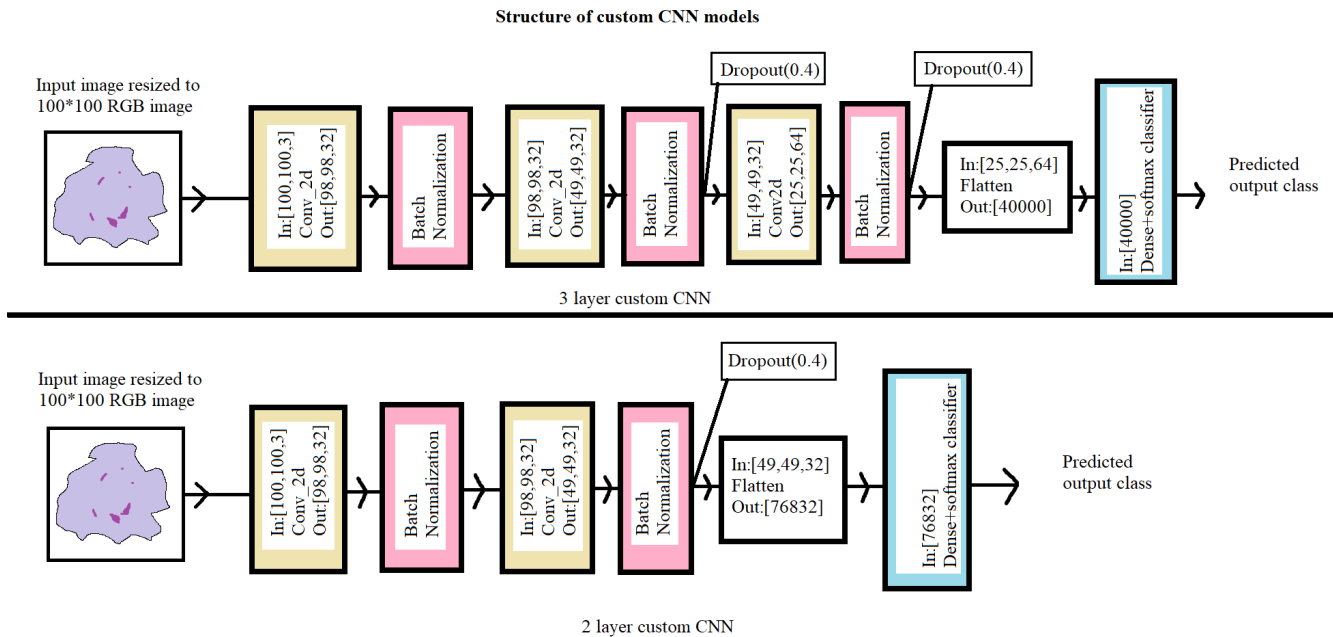 Structure of custom CNN models
Input image resized to
100*100 RGB image
In:[100,100,3]
Conv_2d
Out:[98,98,32]
Batch
Normalization
In:[98,98,32]
Conv_2d
Out:[49,49,32]
Batch
Normalization
Dropout(0.4)
In:[49,49,32]
Conv2d
Out:[25,25,64]
Batch
Normalization
Dropout(0.4)
In:[25,25,64]
Flatten
Out:[40000]
In:[40000]
Dense+softmax classifier
Predicted
output class
3 layer custom CNN
Input image resized to
100*100 RGB image
In:[100,100,3]
Conv_2d
Out:[98,98,32]
Batch
Normalization
In:[98,98,32]
Conv_2d
Out:[49,49,32]
Batch
Normalization
Dropout(0.4)
In:[49,49,32]
Flatten
Out:[76832]
In:[76832]
Dense+softmax classifier
Predicted
output class
2 layer custom CNN